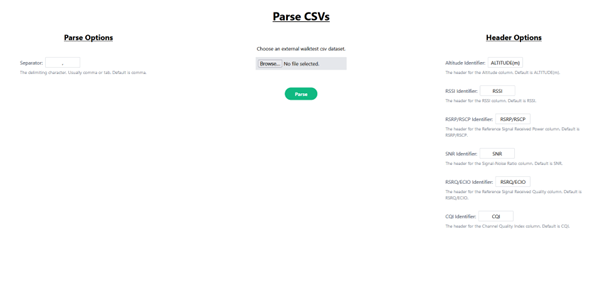 Parse CSVs
Parse Options
Separator: ,
The delimiting character. Usually comma or tab. Default is comma.
Choose an external walktest csv dataset.
Browse... No file selected.
Parse
Header Options
Altitude Identifier: ALTITUDE(m)
The header for the Altitude column. Default is ALTITUDE(m).
RSSI Identifier: RSSI
The header for the RSSI column. Default is RSSI.
RSRP/RSCP Identifier: RSRP/RSCP
The header for the Reference Signal Received Power column. Default is
RSRP/RSCP.
SNR Identifier: SNR
The header for the Signal-Noise Ratio column. Default is SNR.
RSRQ/ECIO Identifier: RSRQ/ECIO
The header for the Reference Signal Received Quality column. Default is
RSRQ/ECIO.
CQI Identifier: CQI
The header for the Channel Quality Index column. Default is CQI.